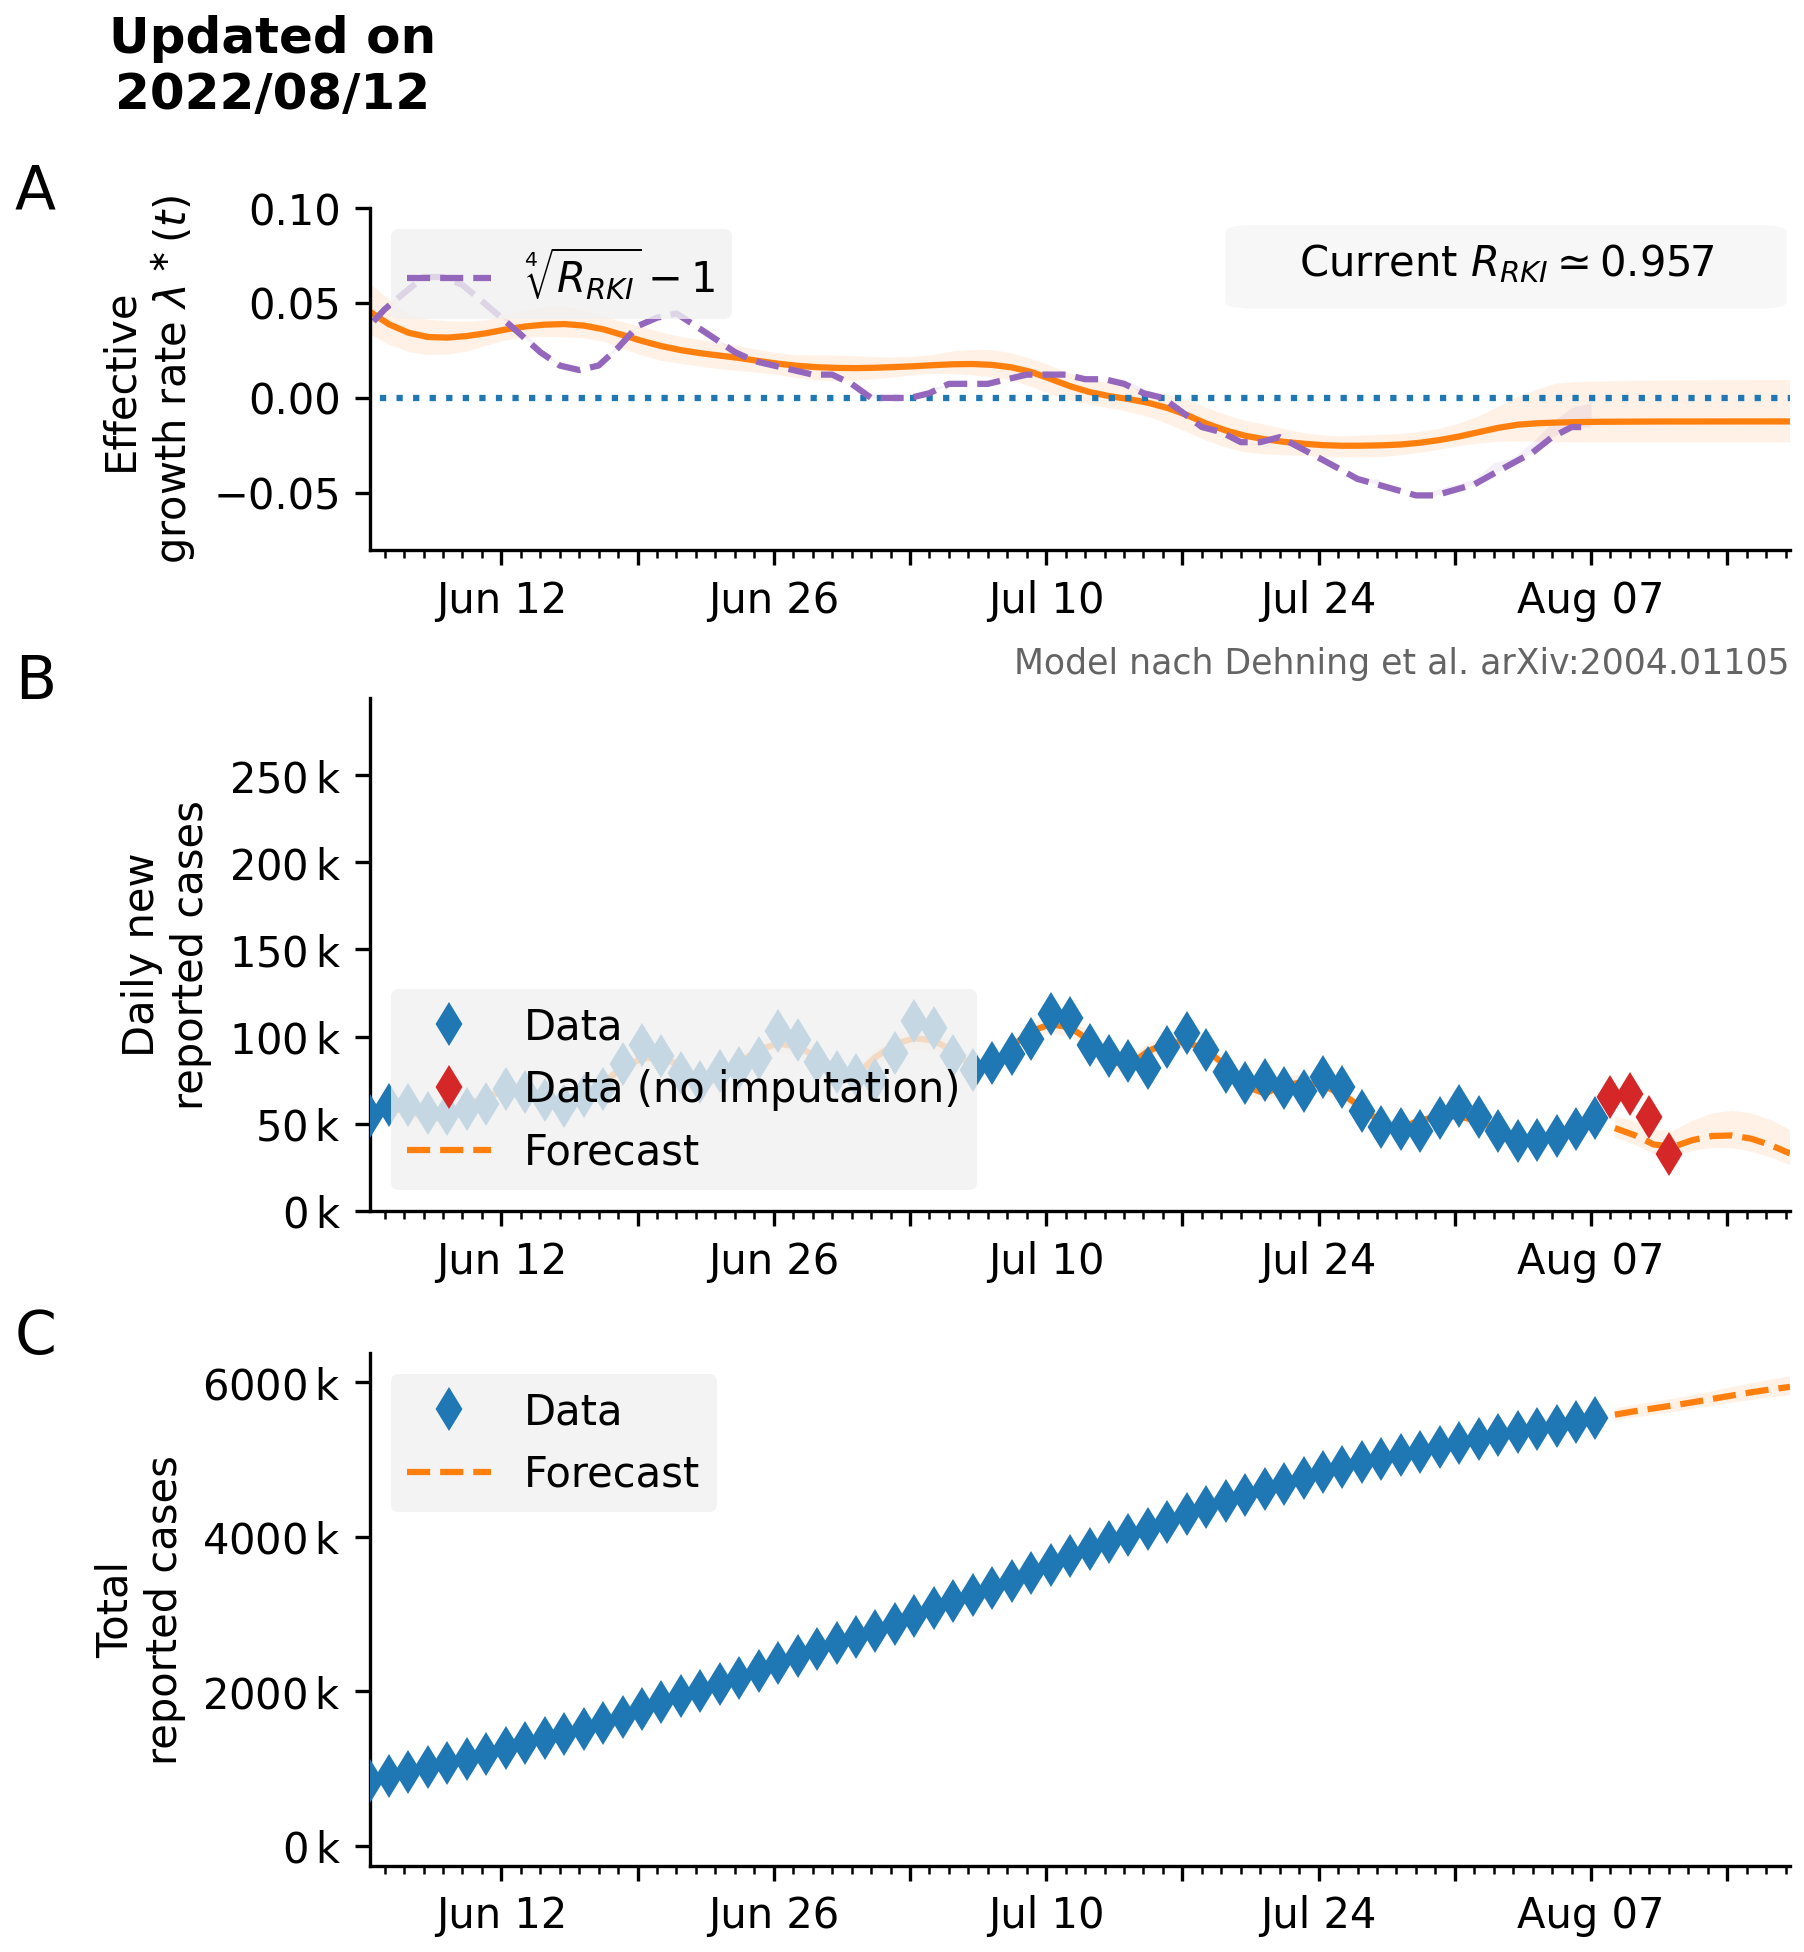 Updated on
2022/08/12
A
Effective
growth rate λ * (t)
0.10
0.05
0.00
−0.05
∜R_RKI − 1
Current R_RKI ≃ 0.957
Jun 12
Jun 26
Jul 10
Jul 24
Aug 07
Model nach Dehning et al. arXiv:2004.01105
B
Daily new
reported cases
250 k
200 k
150 k
100 k
50 k
0 k
Data
Data (no imputation)
Forecast
Jun 12
Jun 26
Jul 10
Jul 24
Aug 07
C
Total
reported cases
6000 k
4000 k
2000 k
0 k
Data
Forecast
Jun 12
Jun 26
Jul 10
Jul 24
Aug 07